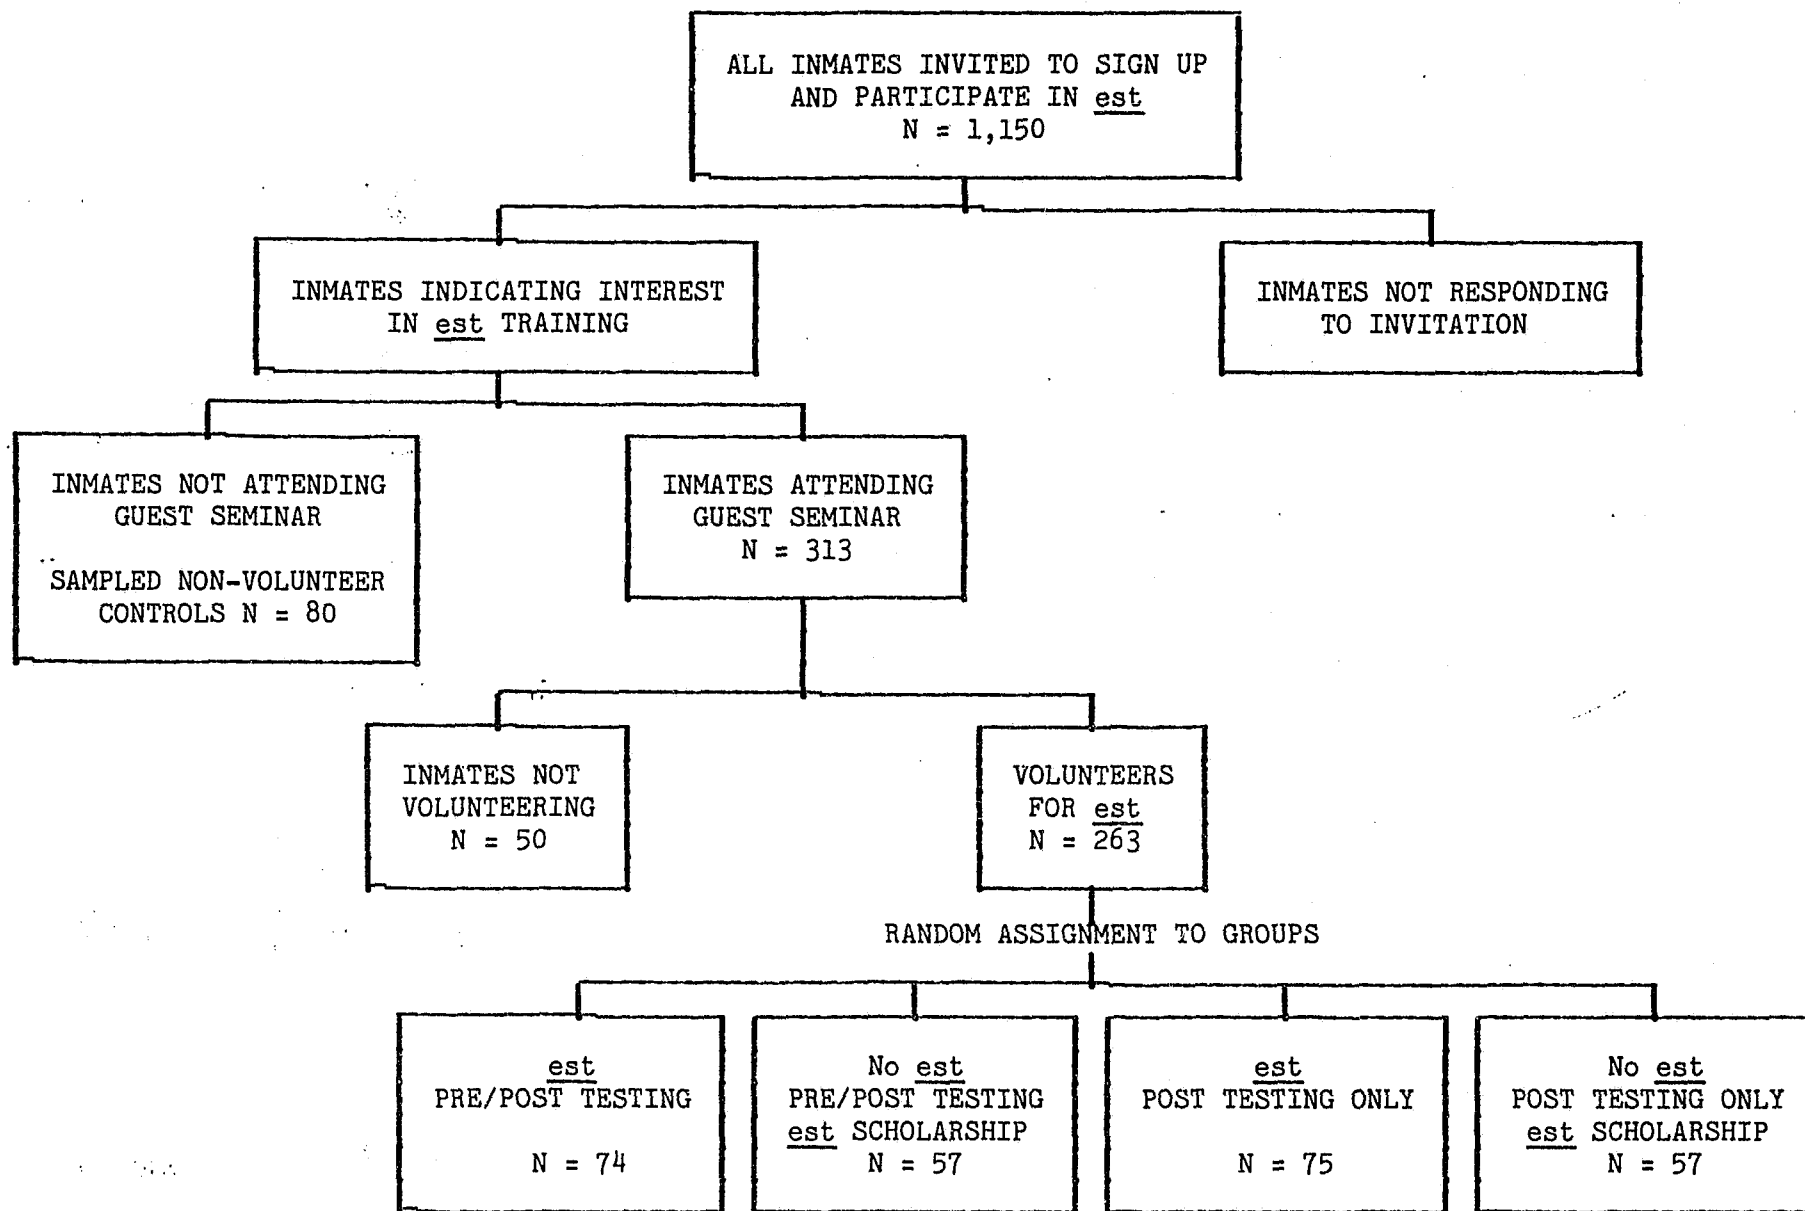 ALL INMATES INVITED TO SIGN UP
AND PARTICIPATE IN est
N = 1,150
INMATES INDICATING INTEREST
IN est TRAINING
INMATES NOT RESPONDING
TO INVITATION
INMATES NOT ATTENDING
GUEST SEMINAR
SAMPLED NON-VOLUNTEER
CONTROLS N = 80
INMATES ATTENDING
GUEST SEMINAR
N = 313
INMATES NOT
VOLUNTEERING
N = 50
VOLUNTEERS
FOR est
N = 263
RANDOM ASSIGNMENT TO GROUPS
est
PRE/POST TESTING
N = 74
No est
PRE/POST TESTING
est SCHOLARSHIP
N = 57
est
POST TESTING ONLY
N = 75
No est
POST TESTING ONLY
est SCHOLARSHIP
N = 57